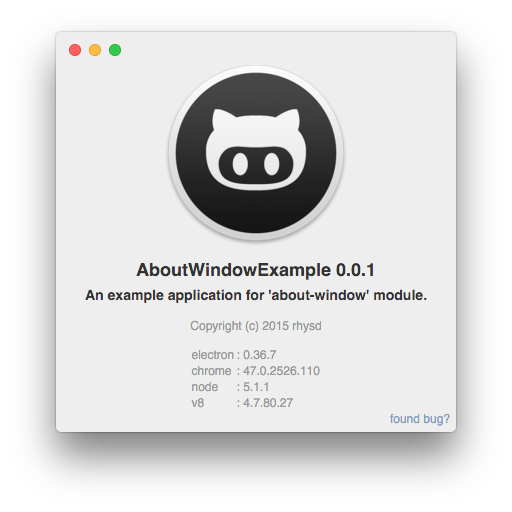 AboutWindowExample 0.0.1
An example application for 'about-window' module.
Copyright (c) 2015 rhysd
electron : 0.36.7
chrome : 47.0.2526.110
node : 5.1.1
v8 : 4.7.80.27
found bug?